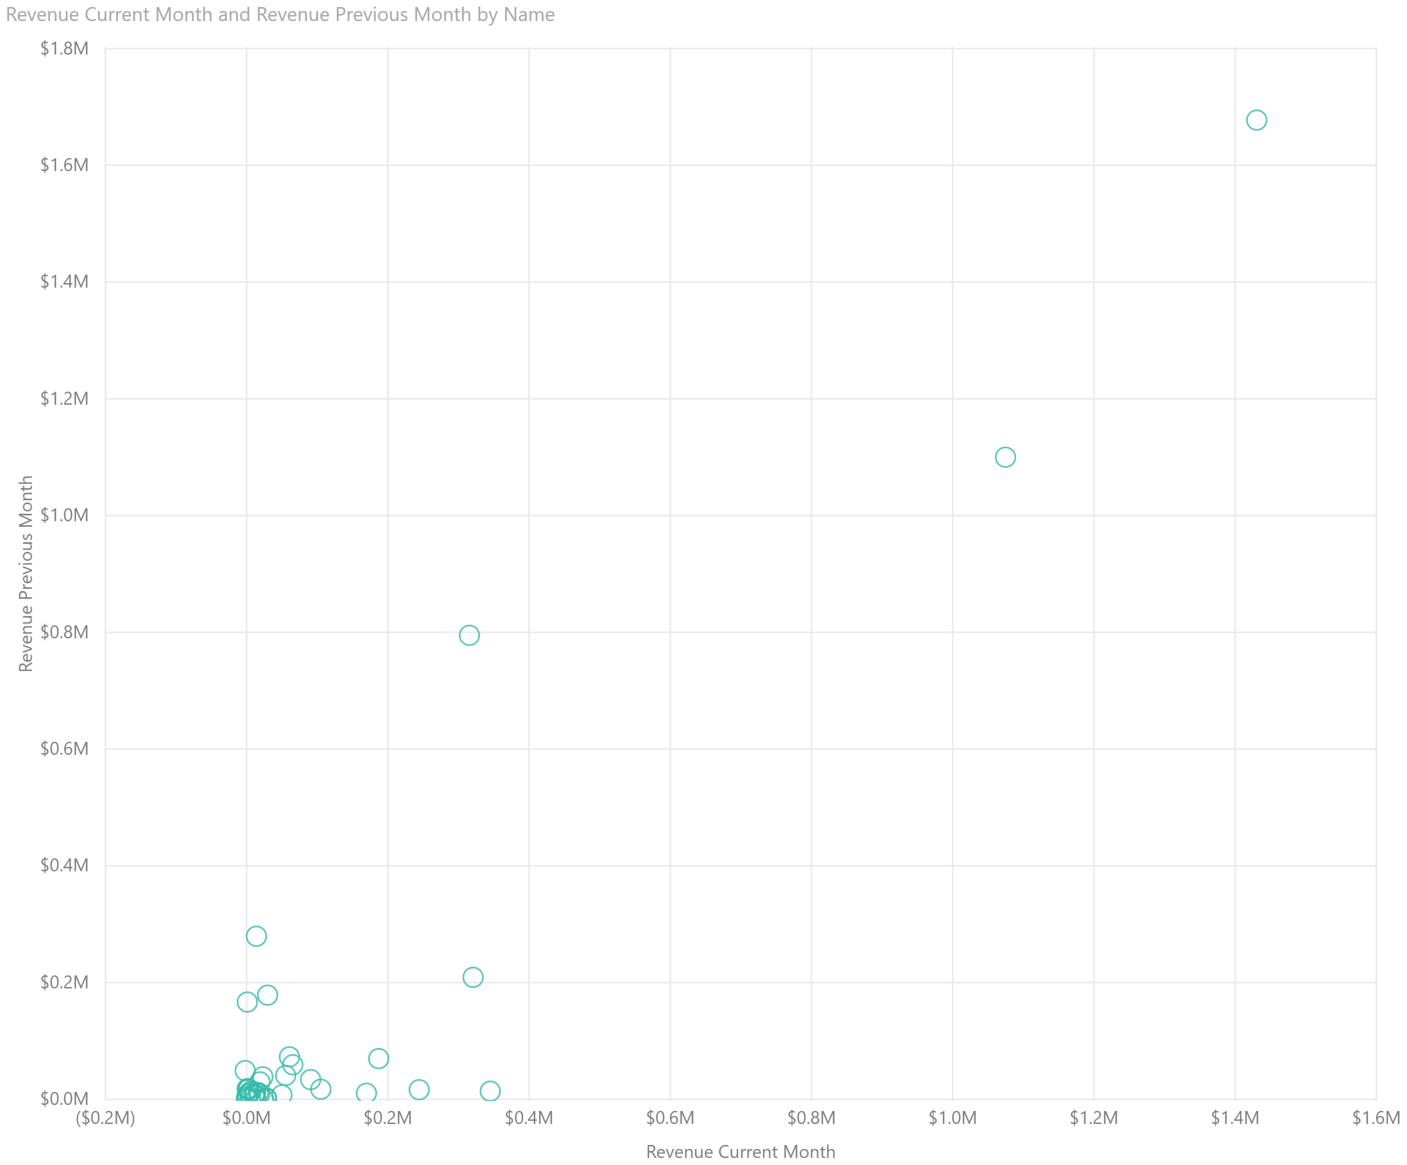 Revenue Current Month and Revenue Previous Month by Name
$1.8M
$1.6M
$1.4M
$1.2M
$1.0M
$0.8M
$0.6M
$0.4M
$0.2M
$0.0M
Revenue Previous Month
($0.2M) $0.0M $0.2M $0.4M $0.6M $0.8M $1.0M $1.2M $1.4M $1.6M
Revenue Current Month